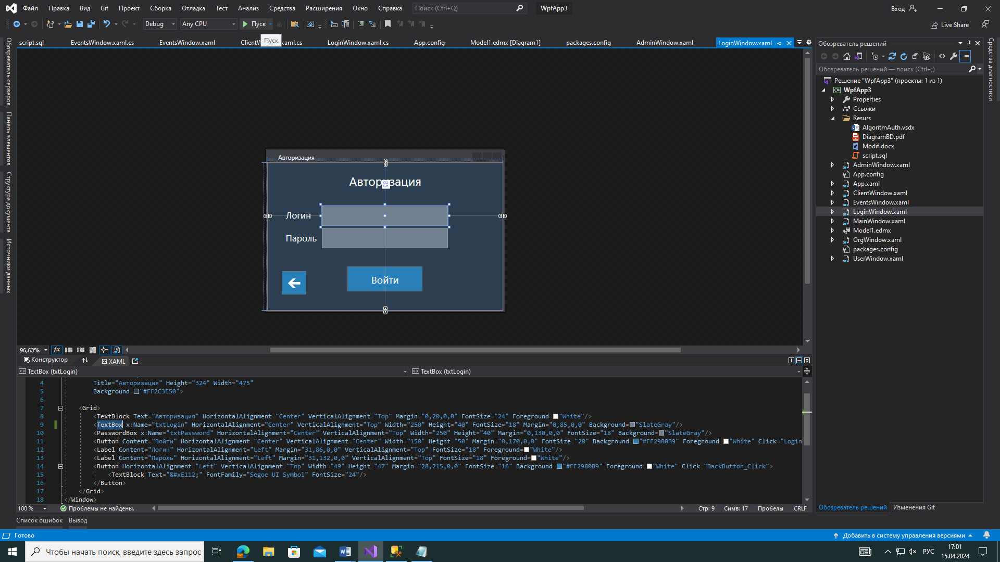 Файл Правка Вид Git Проект Сборка Отладка Тест Анализ Средства Расширения Окно Справка Поиск (Ctrl+Q) WpfApp3 Вход
Debug Any CPU Пуск Live Share
Пуск
script.sql EventsWindow.xaml.cs EventsWindow.xaml LoginWindow.xaml.cs App.config Model1.edmx [Diagram1] packages.config AdminWindow.xaml LoginWindow.xaml
Обозреватель серверов
Панель элементов
Структура документа
Источники данных
Авторизация
Авторизация
85
Логин
Пароль
Войти
96,63%
Конструктор XAML
TextBox (txtLogin) TextBox (txtLogin)
4 Title="Авторизация" Height="324" Width="475"
5 Background="#FF2C3E50">
6
7 <Grid>
8 <TextBlock Text="Авторизация" HorizontalAlignment="Center" VerticalAlignment="Top" Margin="0,20,0,0" FontSize="24" Foreground="White"/>
9 <TextBox x:Name="txtLogin" HorizontalAlignment="Center" VerticalAlignment="Top" Width="250" Height="40" FontSize="18" Margin="0,85,0,0" Background="SlateGray"/>
10 <PasswordBox x:Name="txtPassword" HorizontalAlignment="Center" VerticalAlignment="Top" Width="250" Height="40" Margin="0,130,0,0" FontSize="18" Background="SlateGray"/>
11 <Button Content="Войти" HorizontalAlignment="Center" VerticalAlignment="Center" Width="150" Height="50" Margin="0,170,0,0" FontSize="20" Background="#FF2980B9" Foreground="White" Click="Login
12 <Label Content="Логин" HorizontalAlignment="Left" Margin="31,86,0,0" VerticalAlignment="Top" FontSize="18" Foreground="White"/>
13 <Label Content="Пароль" HorizontalAlignment="Left" Margin="31,132,0,0" VerticalAlignment="Top" FontSize="18" Foreground="White"/>
14 <Button HorizontalAlignment="Left" VerticalAlignment="Top" Width="49" Height="47" Margin="28,215,0,0" FontSize="16" Background="#FF2980B9" Foreground="White" Click="BackButton_Click">
15 <TextBlock Text="&#xE112;" FontFamily="Segoe UI Symbol" FontSize="24"/>
16 </Button>
17 </Grid>
18 </Window>
100 % Проблемы не найдены. Стр: 9 Симв: 17 Пробелы CRLF
Список ошибок Вывод
Обозреватель решений
Обозреватель решений — поиск (Ctrl+;)
Решение "WpfApp3" (проекты: 1 из 1)
C# WpfApp3
Properties
Ссылки
Resurs
AlgoritmAuth.vsdx
DiagramBD.pdf
Modif.docx
script.sql
AdminWindow.xaml
App.config
App.xaml
ClientWindow.xaml
EventsWindow.xaml
LoginWindow.xaml
MainWindow.xaml
Model1.edmx
OrgWindow.xaml
packages.config
UserWindow.xaml
Обозреватель решений Изменения Git
Средства диагностики
Готово Добавить в систему управления версиями
Чтобы начать поиск, введите здесь запрос
РУС 17:01
15.04.2024